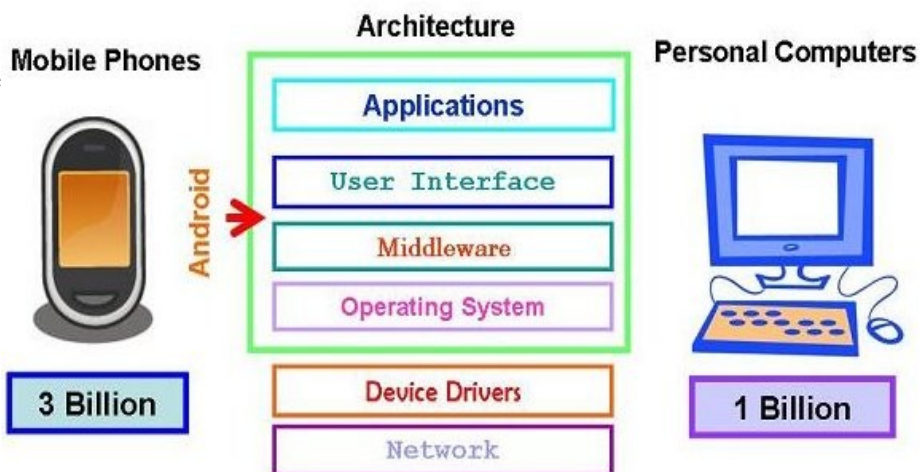 Architecture
Mobile Phones
Personal Computers
Applications
User Interface
Android
Middleware
Operating System
3 Billion
Device Drivers
1 Billion
Network